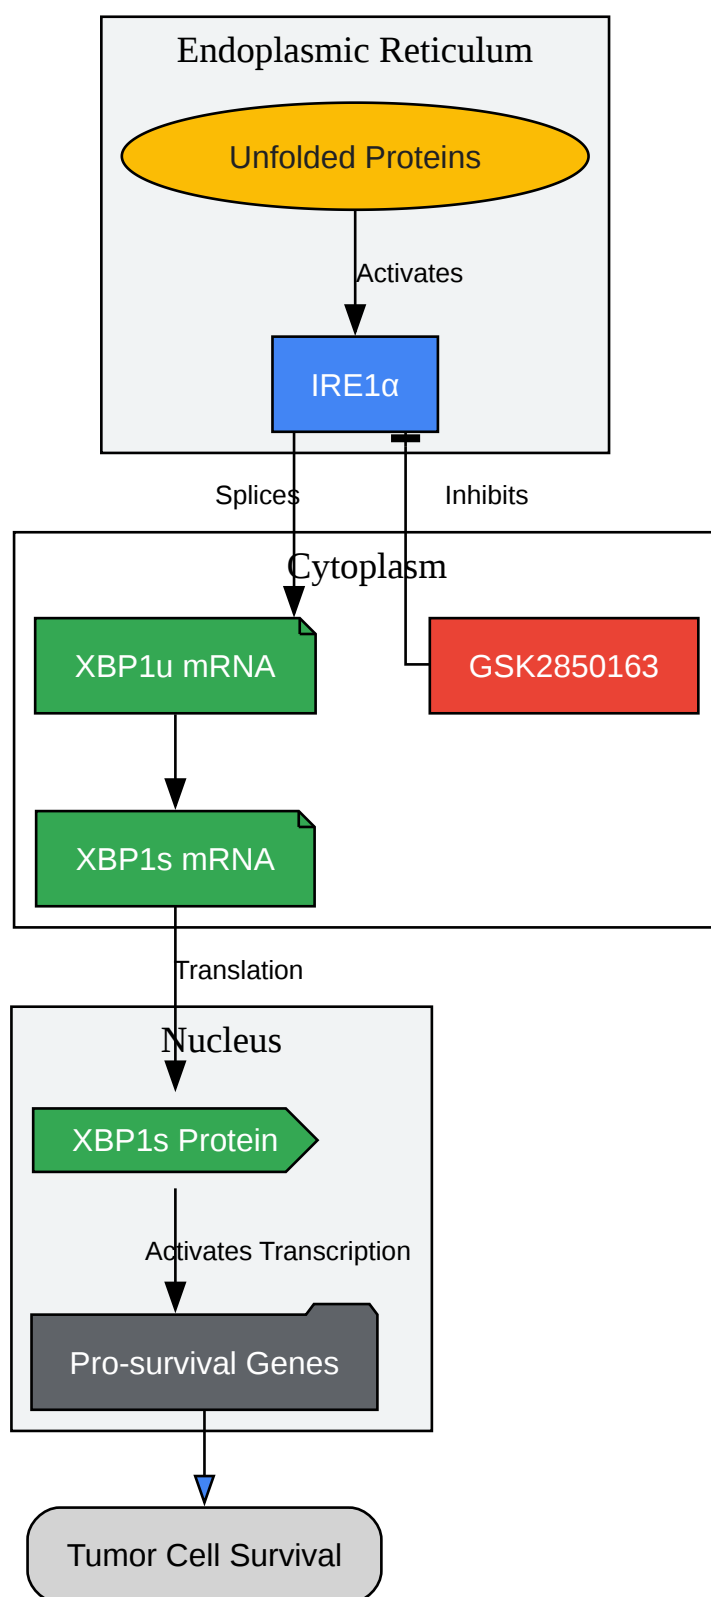 Endoplasmic Reticulum
Unfolded Proteins
Activates
IRE1α
Splices
Inhibits
Cytoplasm
XBP1u mRNA
GSK2850163
XBP1s mRNA
Translation
Nucleus
XBP1s Protein
Activates Transcription
Pro-survival Genes
Tumor Cell Survival